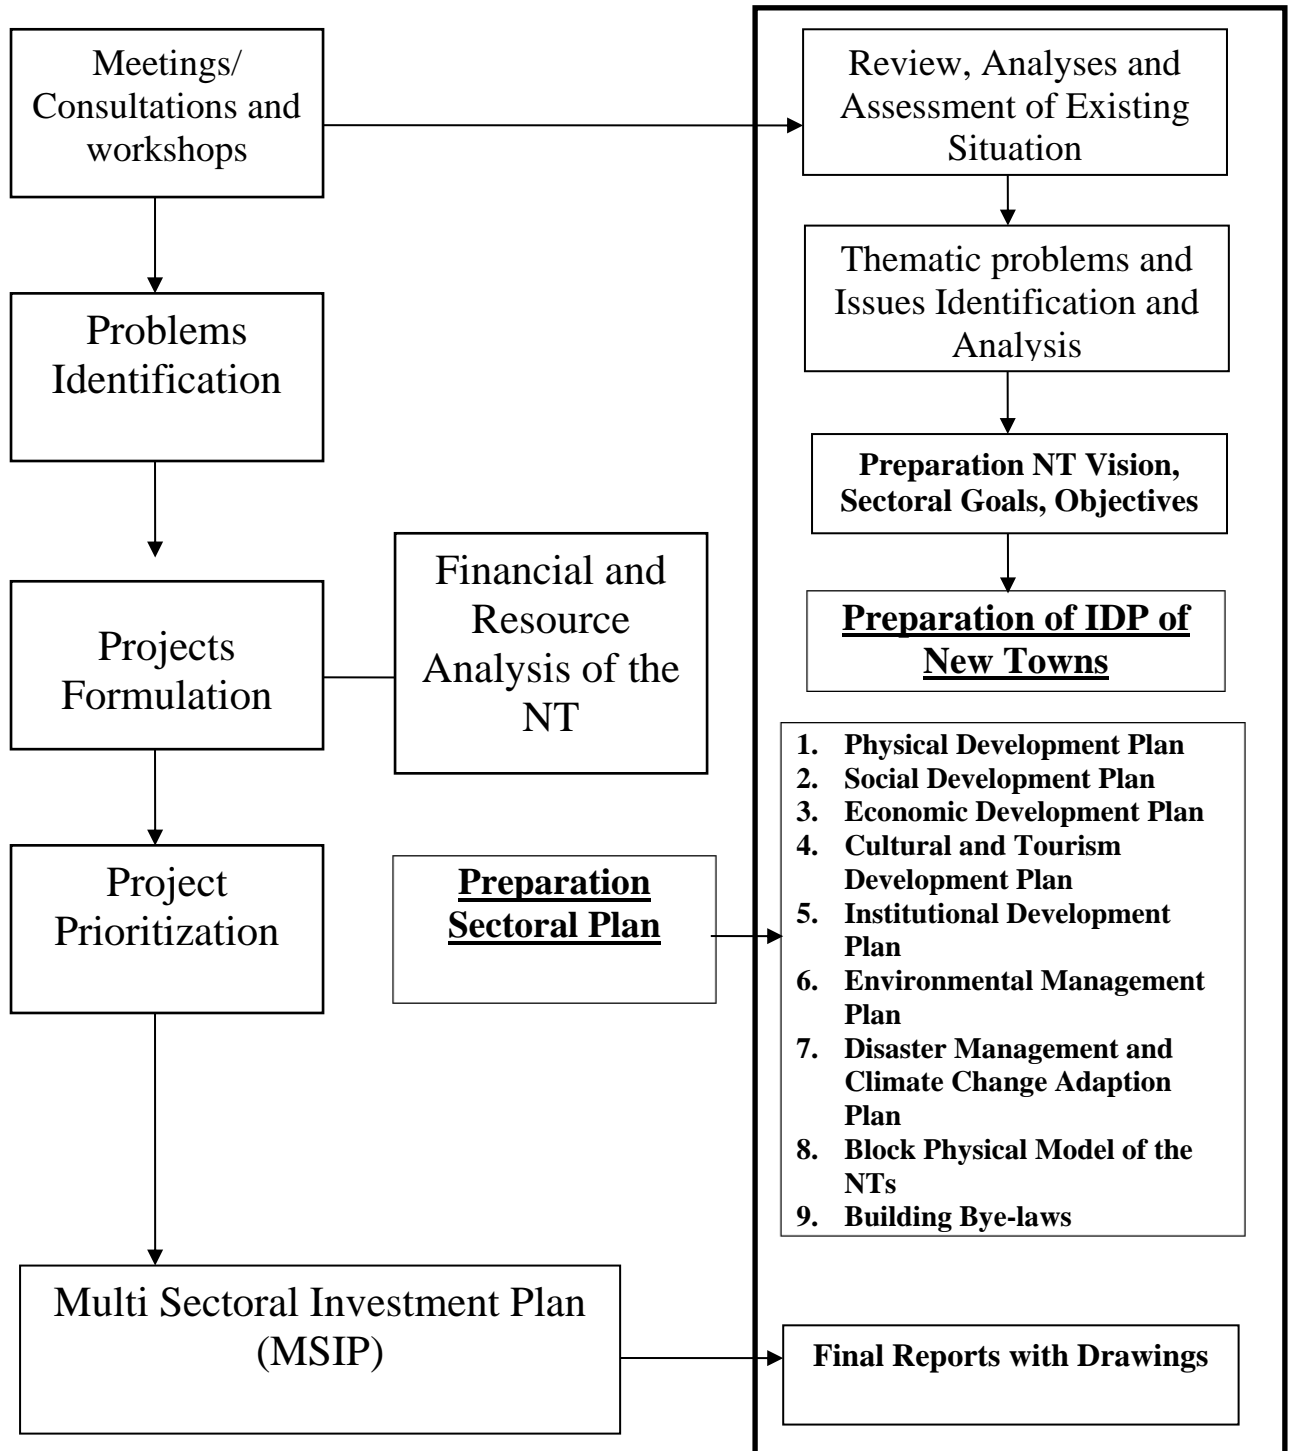 Meetings/
Consultations and
workshops
Review, Analyses and
Assessment of Existing
Situation
Thematic problems and
Issues Identification and
Analysis
Problems
Identification
Preparation NT Vision,
Sectoral Goals, Objectives
Financial and
Resource
Analysis of the
NT
Projects
Formulation
Preparation of IDP of
New Towns
1. Physical Development Plan
2. Social Development Plan
3. Economic Development Plan
4. Cultural and Tourism
Development Plan
5. Institutional Development
Plan
6. Environmental Management
Plan
7. Disaster Management and
Climate Change Adaption
Plan
8. Block Physical Model of the
NTs
9. Building Bye-laws
Project
Prioritization
Preparation
Sectoral Plan
Multi Sectoral Investment Plan
(MSIP)
Final Reports with Drawings